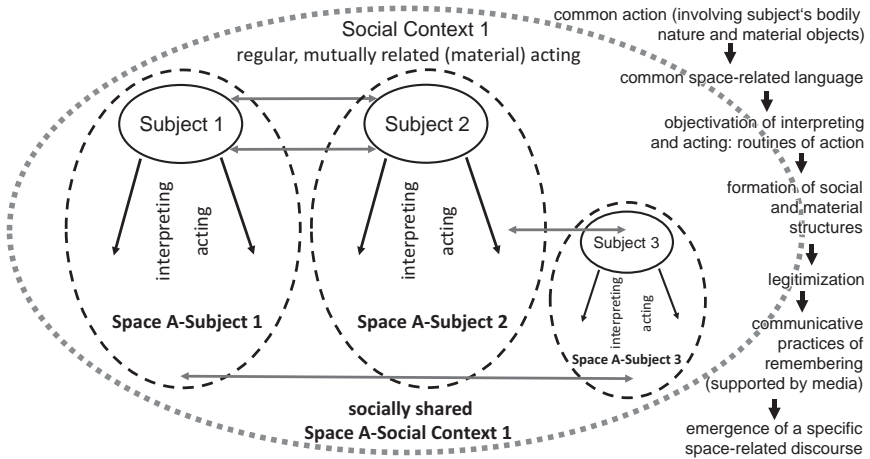 Social Context 1
regular, mutually related (material) acting
Subject 1
interpreting
acting
Space A-Subject 1
Subject 2
interpreting
acting
Space A-Subject 2
Subject 3
interpreting
acting
Space A-Subject 3
socially shared
Space A-Social Context 1
common action (involving subject‘s bodily
nature and material objects)
common space-related language
objectivation of interpreting
and acting: routines of action
formation of social
and material
structures
legitimization
communicative
practices of
remembering
(supported by media)
emergence of a specific
space-related discourse